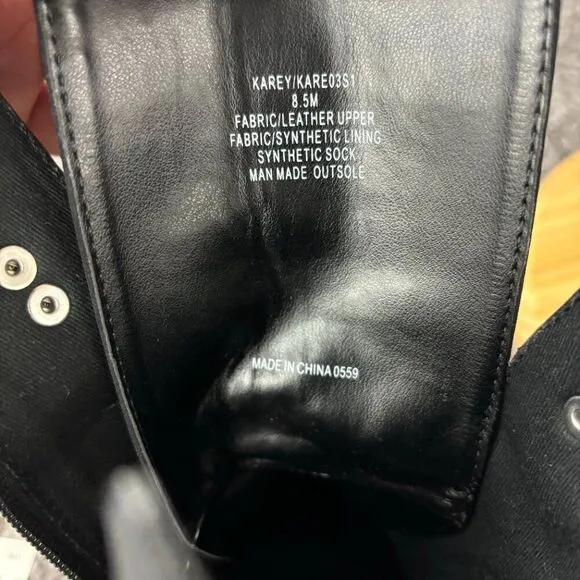 KAREY/KARE03S1
8.5M
FABRIC/LEATHER UPPER
FABRIC/SYNTHETIC LINING
SYNTHETIC SOCK
MAN MADE OUTSOLE
MADE IN CHINA 0559